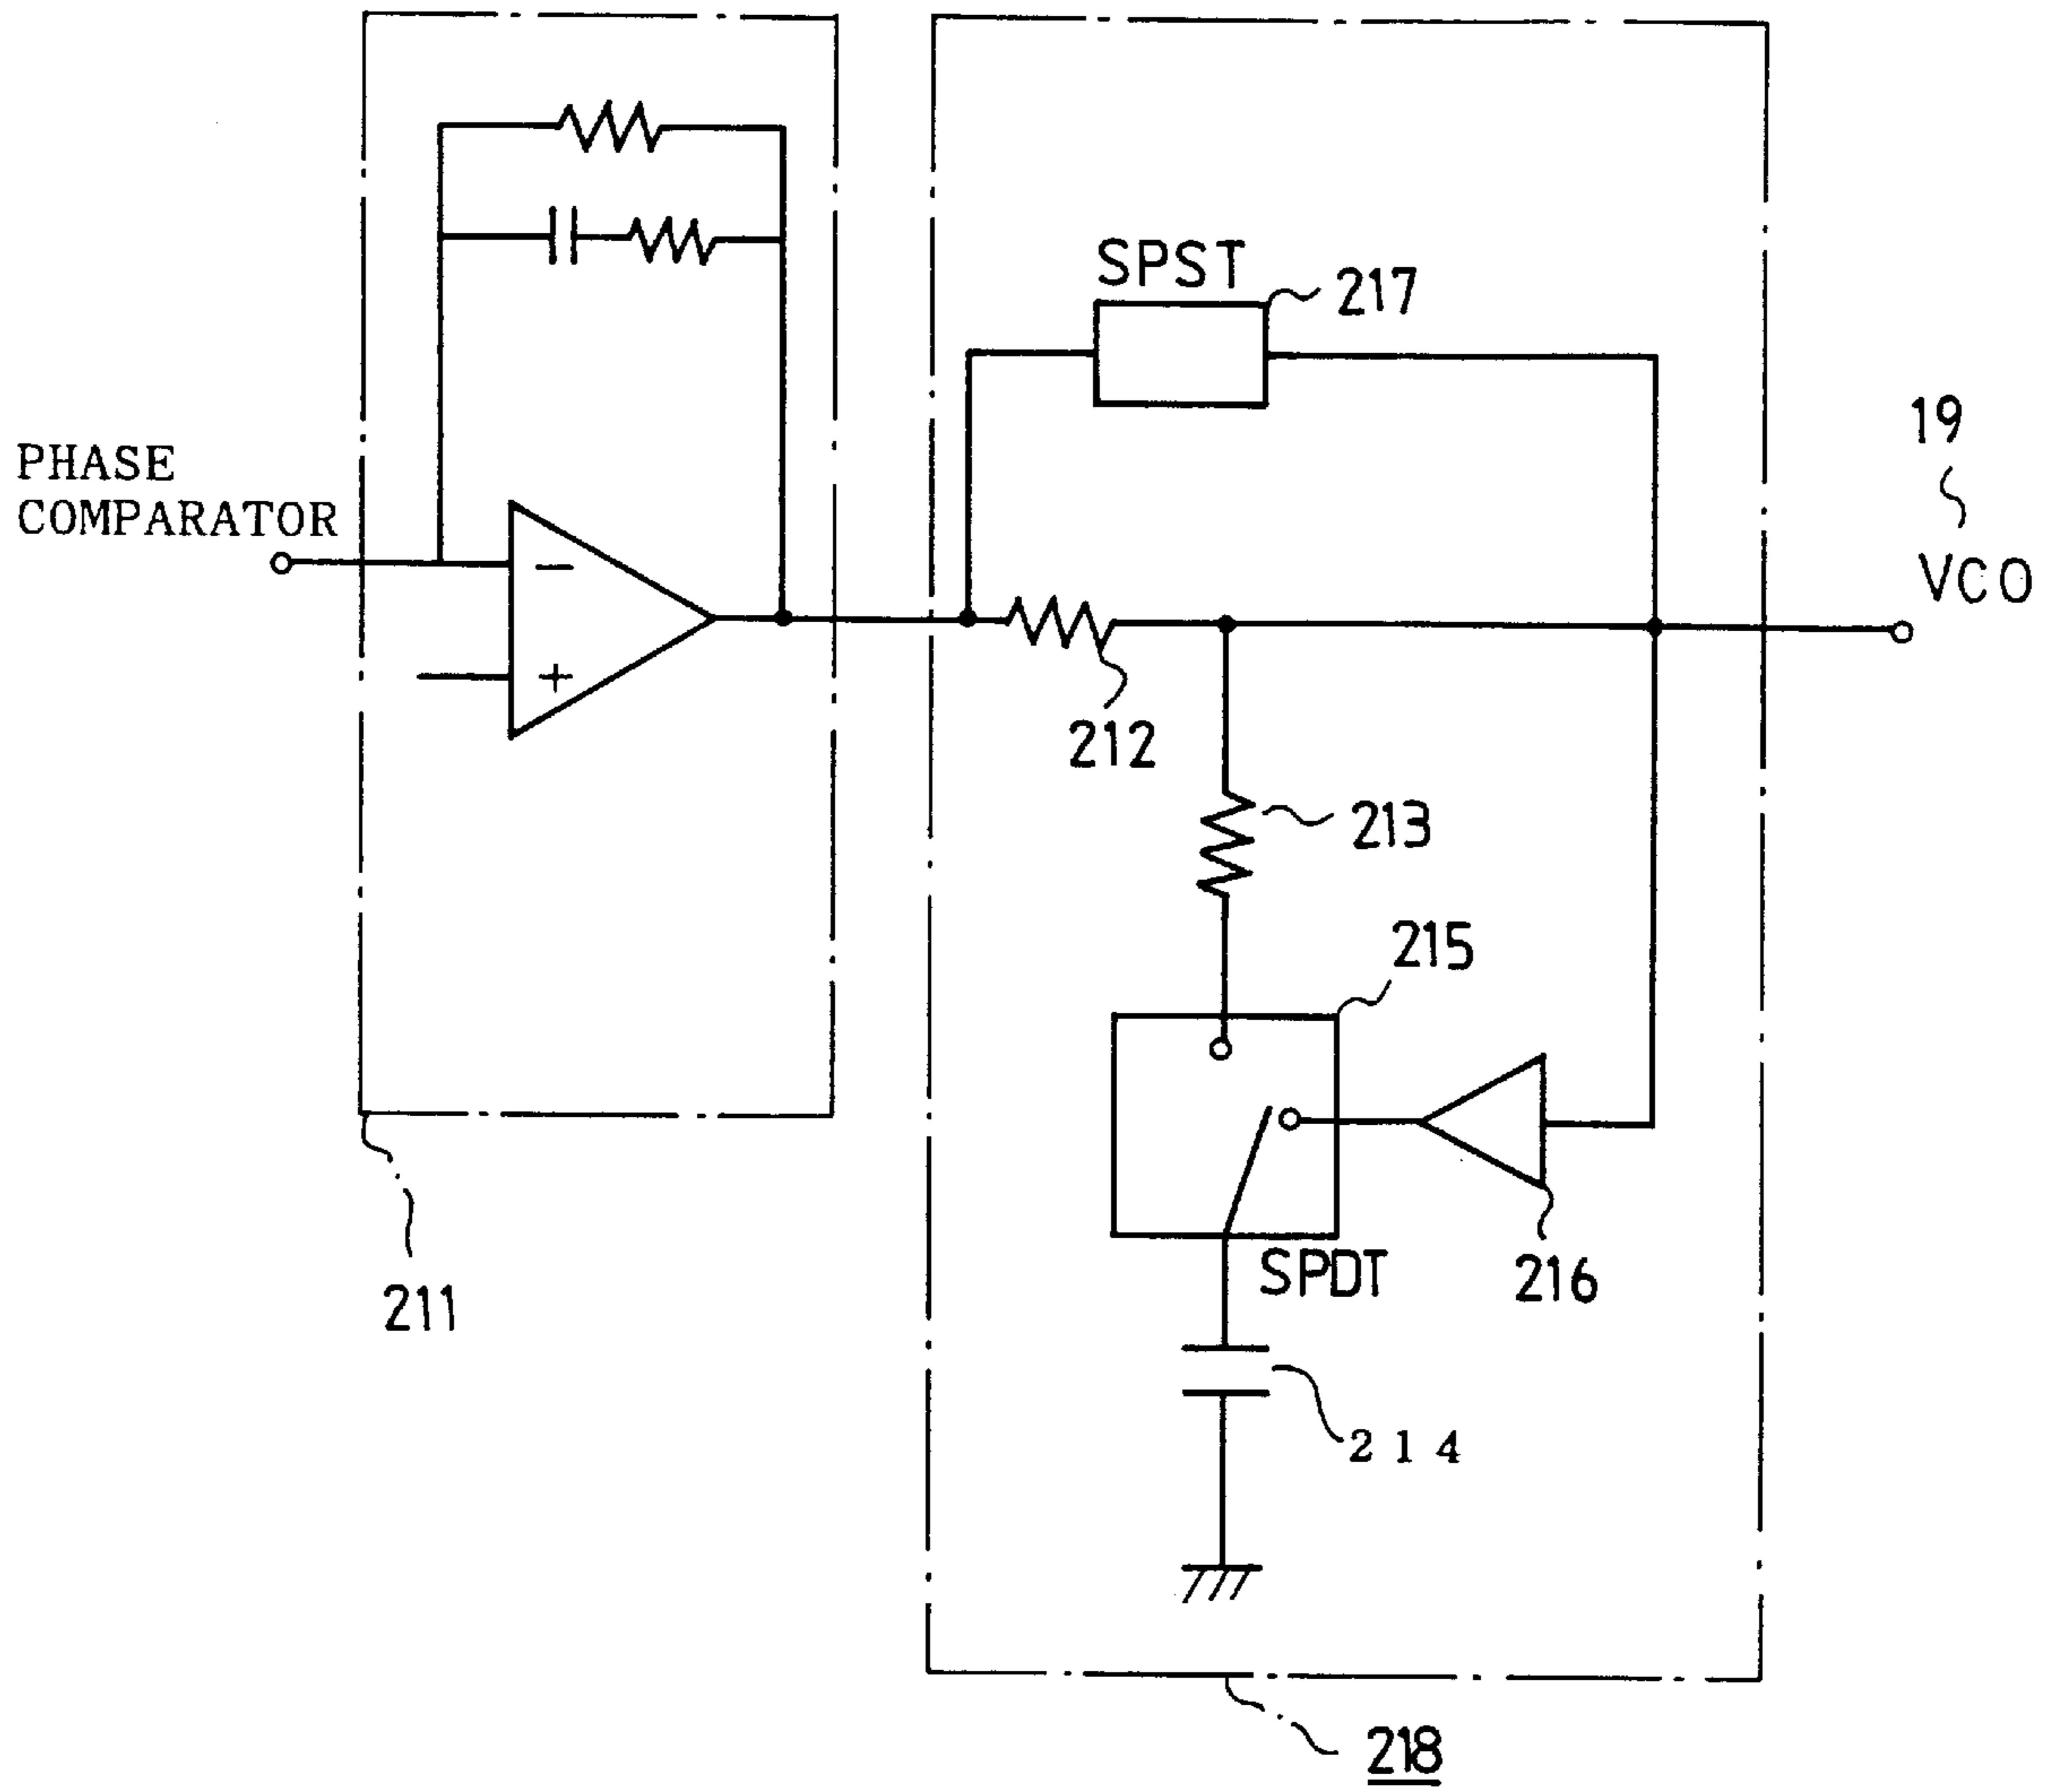 SPST
217
19
PHASE
COMPARATOR
VCO
−
+
212
213
215
SPDT
216
211
2 1 4
218